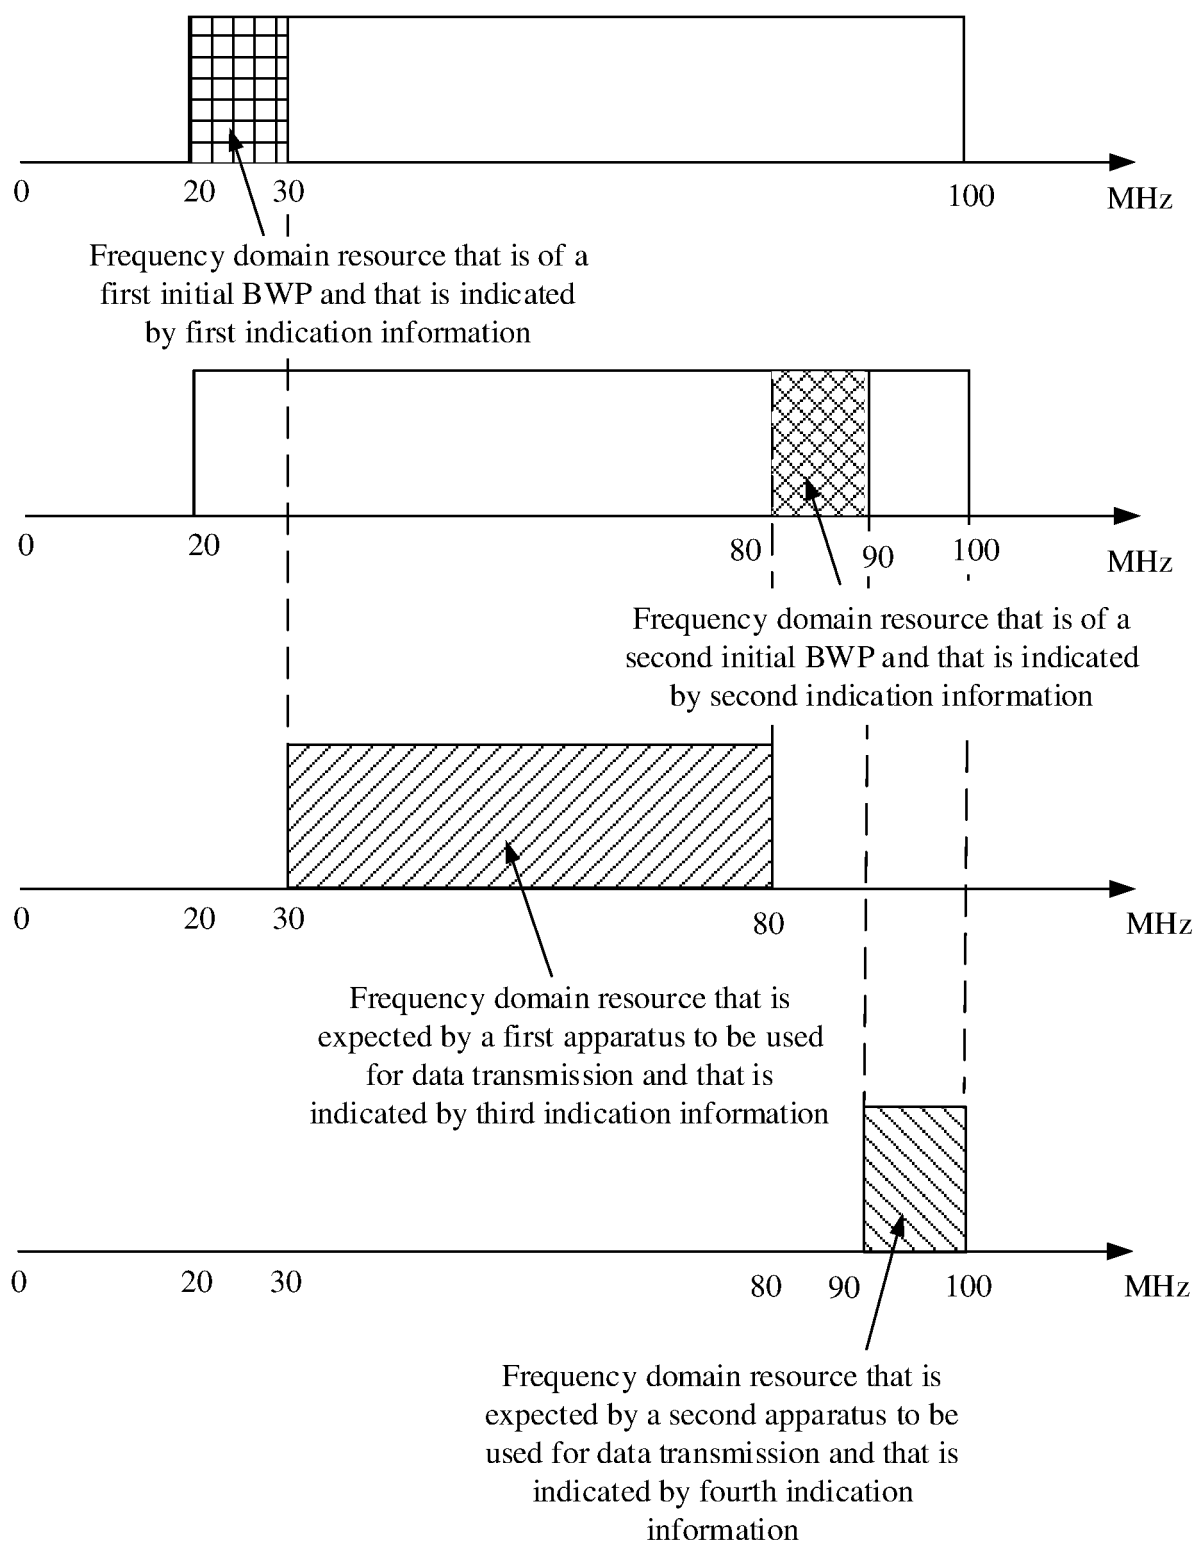 0 20 30 100 MHz
Frequency domain resource that is of a
first initial BWP and that is indicated
by first indication information
0 20 80 90 100 MHz
Frequency domain resource that is of a
second initial BWP and that is indicated
by second indication information
0 20 30 80 MHz
Frequency domain resource that is
expected by a first apparatus to be used
for data transmission and that is
indicated by third indication information
0 20 30 80 90 100 MHz
Frequency domain resource that is
expected by a second apparatus to be
used for data transmission and that is
indicated by fourth indication
information